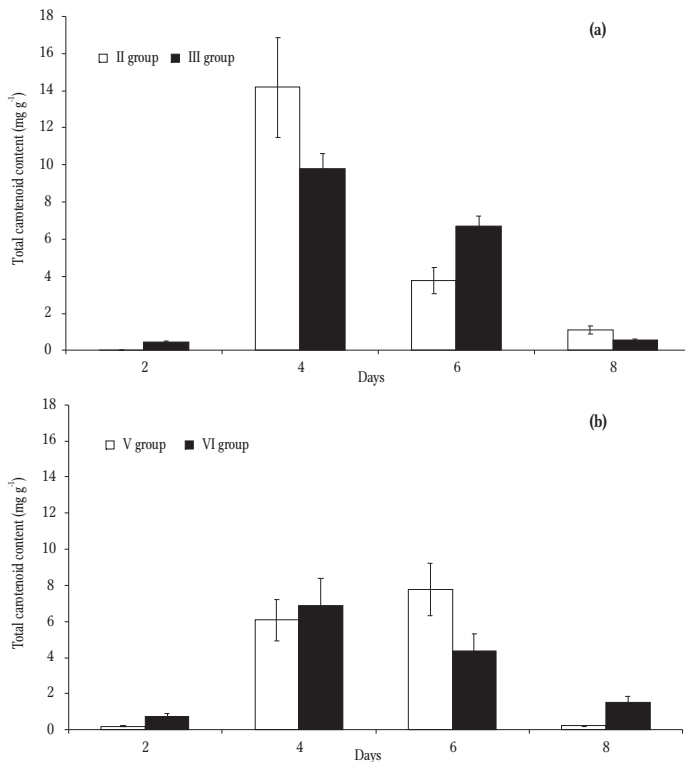 (a)
II group III group
Total carotenoid content (mg g-1)
18
16
14
12
10
8
6
4
2
0
2 4 6 8
Days
(b)
V group VI group
Total carotenoid content (mg g-1)
18
16
14
12
10
8
6
4
2
0
2 4 6 8
Days